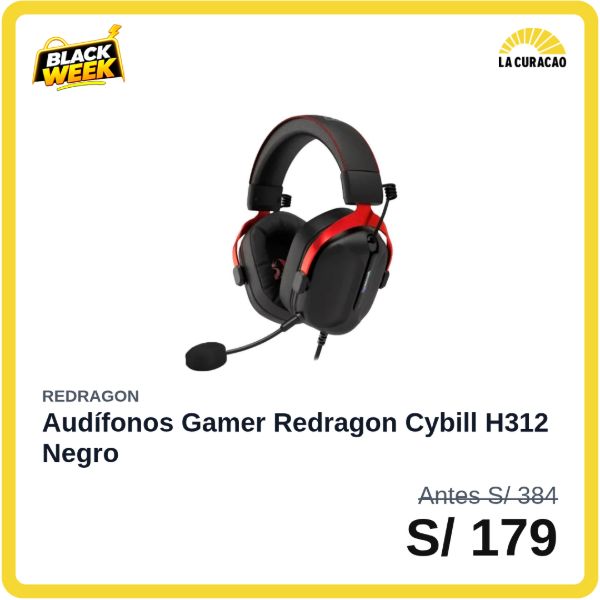 BLACK
WEEK
LA CURACAO
REDRAGON
Audífonos Gamer Redragon Cybill H312
Negro
Antes S/ 384
S/ 179